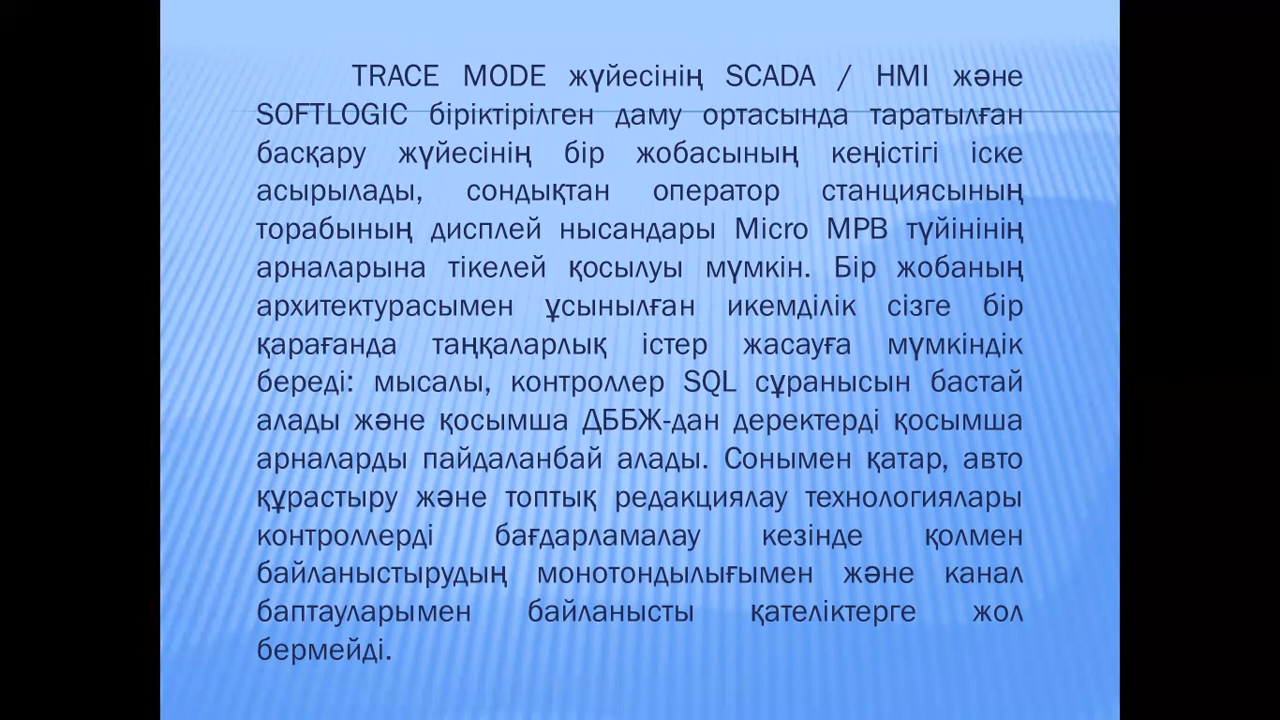 TRACE MODE жүйесінің SCADA / HMI және
SOFTLOGIC біріктірілген даму ортасында таратылған
басқару жүйесінің бір жобасының кеңістігі іске
асырылады, сондықтан оператор станциясының
торабының дисплей нысандары Micro МРВ түйінінің
арналарына тікелей қосылуы мүмкін. Бір жобаның
архитектурасымен ұсынылған икемділік сізге бір
қарағанда таңқаларлық істер жасауға мүмкіндік
береді: мысалы, контроллер SQL сұранысын бастай
алады және қосымша ДББЖ-дан деректерді қосымша
арналарды пайдаланбай алады. Сонымен қатар, авто
құрастыру және топтық редакциялау технологиялары
контроллерді бағдарламалау кезінде қолмен
байланыстырудың монотондылығымен және канал
баптауларымен байланысты қателіктерге жол
бермейді.